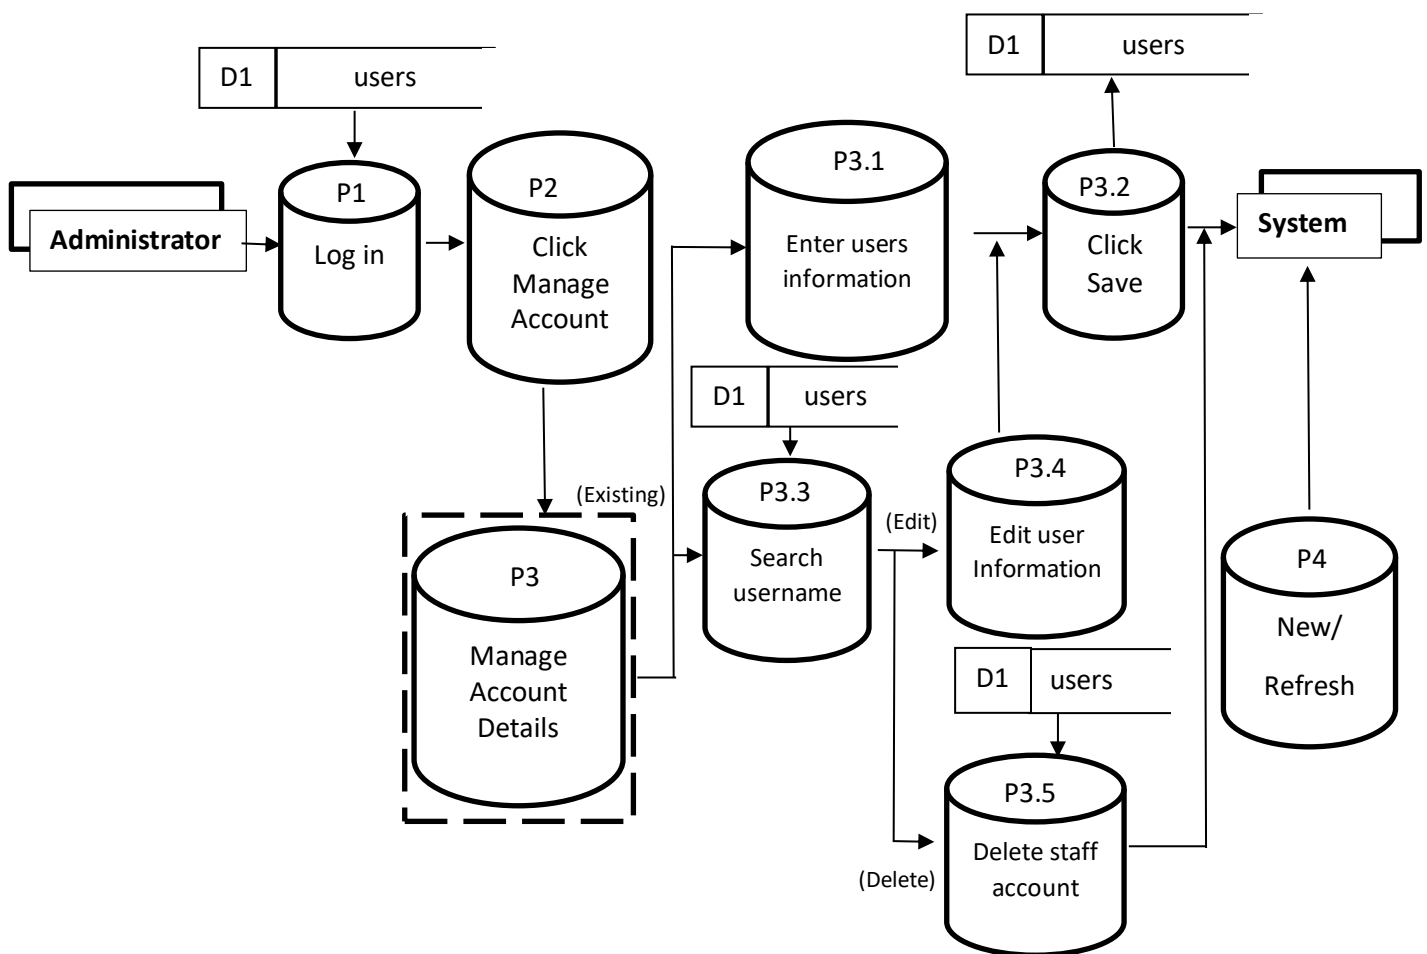 D1 users
D1 users
P1
P2
P3.1
P3.2
Administrator
Log in
Click
Manage
Account
Enter users
information
Click
Save
System
D1 users
(Existing)
P3.3
Search
username
(Edit)
P3.4
Edit user
Information
P4
New/
Refresh
P3
Manage
Account
Details
D1 users
P3.5
Delete staff
account
(Delete)